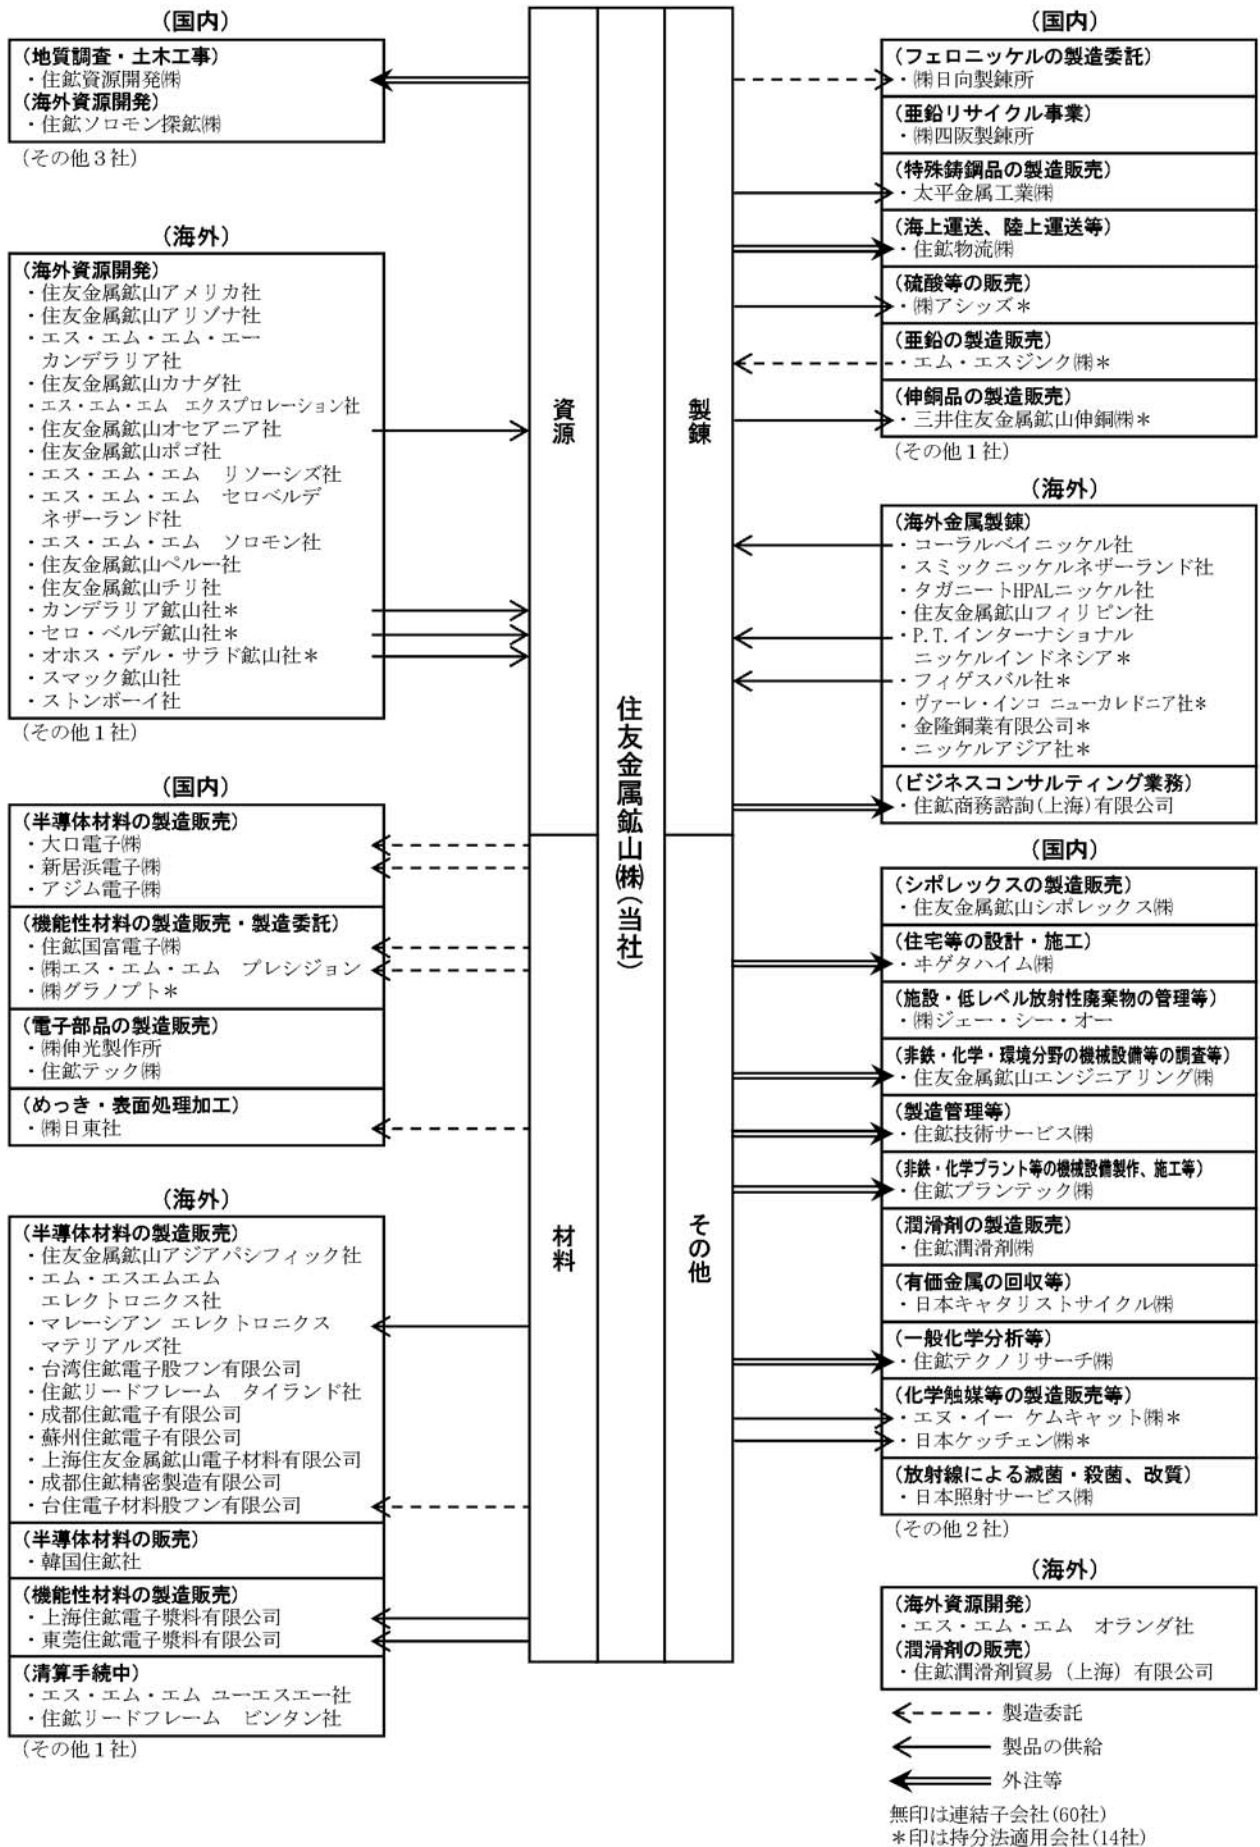 (国内)
(地質調査・土木工事)
・住鉱資源開発㈱
(海外資源開発)
・住鉱ソロモン探鉱㈱
(その他3社)
(海外)
(海外資源開発)
・住友金属鉱山アメリカ社
・住友金属鉱山アリゾナ社
・エス・エム・エム・エー
カンデラリア社
・住友金属鉱山カナダ社
・エス・エム・エム　エクスプロレーション社
・住友金属鉱山オセアニア社
・住友金属鉱山ポゴ社
・エス・エム・エム　リソーシズ社
・エス・エム・エム　セロベルデ
ネザーランド社
・エス・エム・エム　ソロモン社
・住友金属鉱山ペルー社
・住友金属鉱山チリ社
・カンデラリア鉱山社＊
・セロ・ベルデ鉱山社＊
・オホス・デル・サラド鉱山社＊
・スマック鉱山社
・ストンボーイ社
(その他1社)
(国内)
(半導体材料の製造販売)
・大口電子㈱
・新居浜電子㈱
・アジム電子㈱
(機能性材料の製造販売・製造委託)
・住鉱国富電子㈱
・㈱エス・エム・エム　プレシジョン
・㈱グラノプト＊
(電子部品の製造販売)
・㈱伸光製作所
・住鉱テック㈱
(めっき・表面処理加工)
・㈱日東社
(海外)
(半導体材料の製造販売)
・住友金属鉱山アジアパシフィック社
・エム・エスエムエム
エレクトロニクス社
・マレーシアン エレクトロニクス
マテリアルズ社
・台湾住鉱電子股フン有限公司
・住鉱リードフレーム　タイランド社
・成都住鉱電子有限公司
・蘇州住鉱電子有限公司
・上海住友金属鉱山電子材料有限公司
・成都住鉱精密製造有限公司
・台住電子材料股フン有限公司
(半導体材料の販売)
・韓国住鉱社
(機能性材料の製造販売)
・上海住鉱電子漿料有限公司
・東莞住鉱電子漿料有限公司
(清算手続中)
・エス・エム・エム ユーエスエー社
・住鉱リードフレーム　ビンタン社
(その他1社)
資源
材料
住友金属鉱山㈱(当社)
製錬
その他
(国内)
(フェロニッケルの製造委託)
・㈱日向製錬所
(亜鉛リサイクル事業)
・㈱四阪製錬所
(特殊鋳鋼品の製造販売)
・太平金属工業㈱
(海上運送、陸上運送等)
・住鉱物流㈱
(硫酸等の販売)
・㈱アシッズ＊
(亜鉛の製造販売)
・エム・エスジンク㈱＊
(伸銅品の製造販売)
・三井住友金属鉱山伸銅㈱＊
(その他1社)
(海外)
(海外金属製錬)
・コーラルベイニッケル社
・スミックニッケルネザーランド社
・タガニートHPALニッケル社
・住友金属鉱山フィリピン社
・P.T.インターナショナル
ニッケルインドネシア＊
・フィゲスバル社＊
・ヴァーレ・インコ ニューカレドニア社＊
・金隆銅業有限公司＊
・ニッケルアジア社＊
(ビジネスコンサルティング業務)
・住鉱商務諮詢(上海)有限公司
(国内)
(シポレックスの製造販売)
・住友金属鉱山シポレックス㈱
(住宅等の設計・施工)
・ヰゲタハイム㈱
(施設・低レベル放射性廃棄物の管理等)
・㈱ジェー・シー・オー
(非鉄・化学・環境分野の機械設備等の調査等)
・住友金属鉱山エンジニアリング㈱
(製造管理等)
・住鉱技術サービス㈱
(非鉄・化学プラント等の機械設備製作、施工等)
・住鉱プランテック㈱
(潤滑剤の製造販売)
・住鉱潤滑剤㈱
(有価金属の回収等)
・日本キャタリストサイクル㈱
(一般化学分析等)
・住鉱テクノリサーチ㈱
(化学触媒等の製造販売等)
・エヌ・イー ケムキャット㈱＊
・日本ケッチェン㈱＊
(放射線による滅菌・殺菌、改質)
・日本照射サービス㈱
(その他2社)
(海外)
(海外資源開発)
・エス・エム・エム　オランダ社
(潤滑剤の販売)
・住鉱潤滑剤貿易（上海）有限公司
製造委託
製品の供給
外注等
無印は連結子会社(60社)
＊印は持分法適用会社(14社)